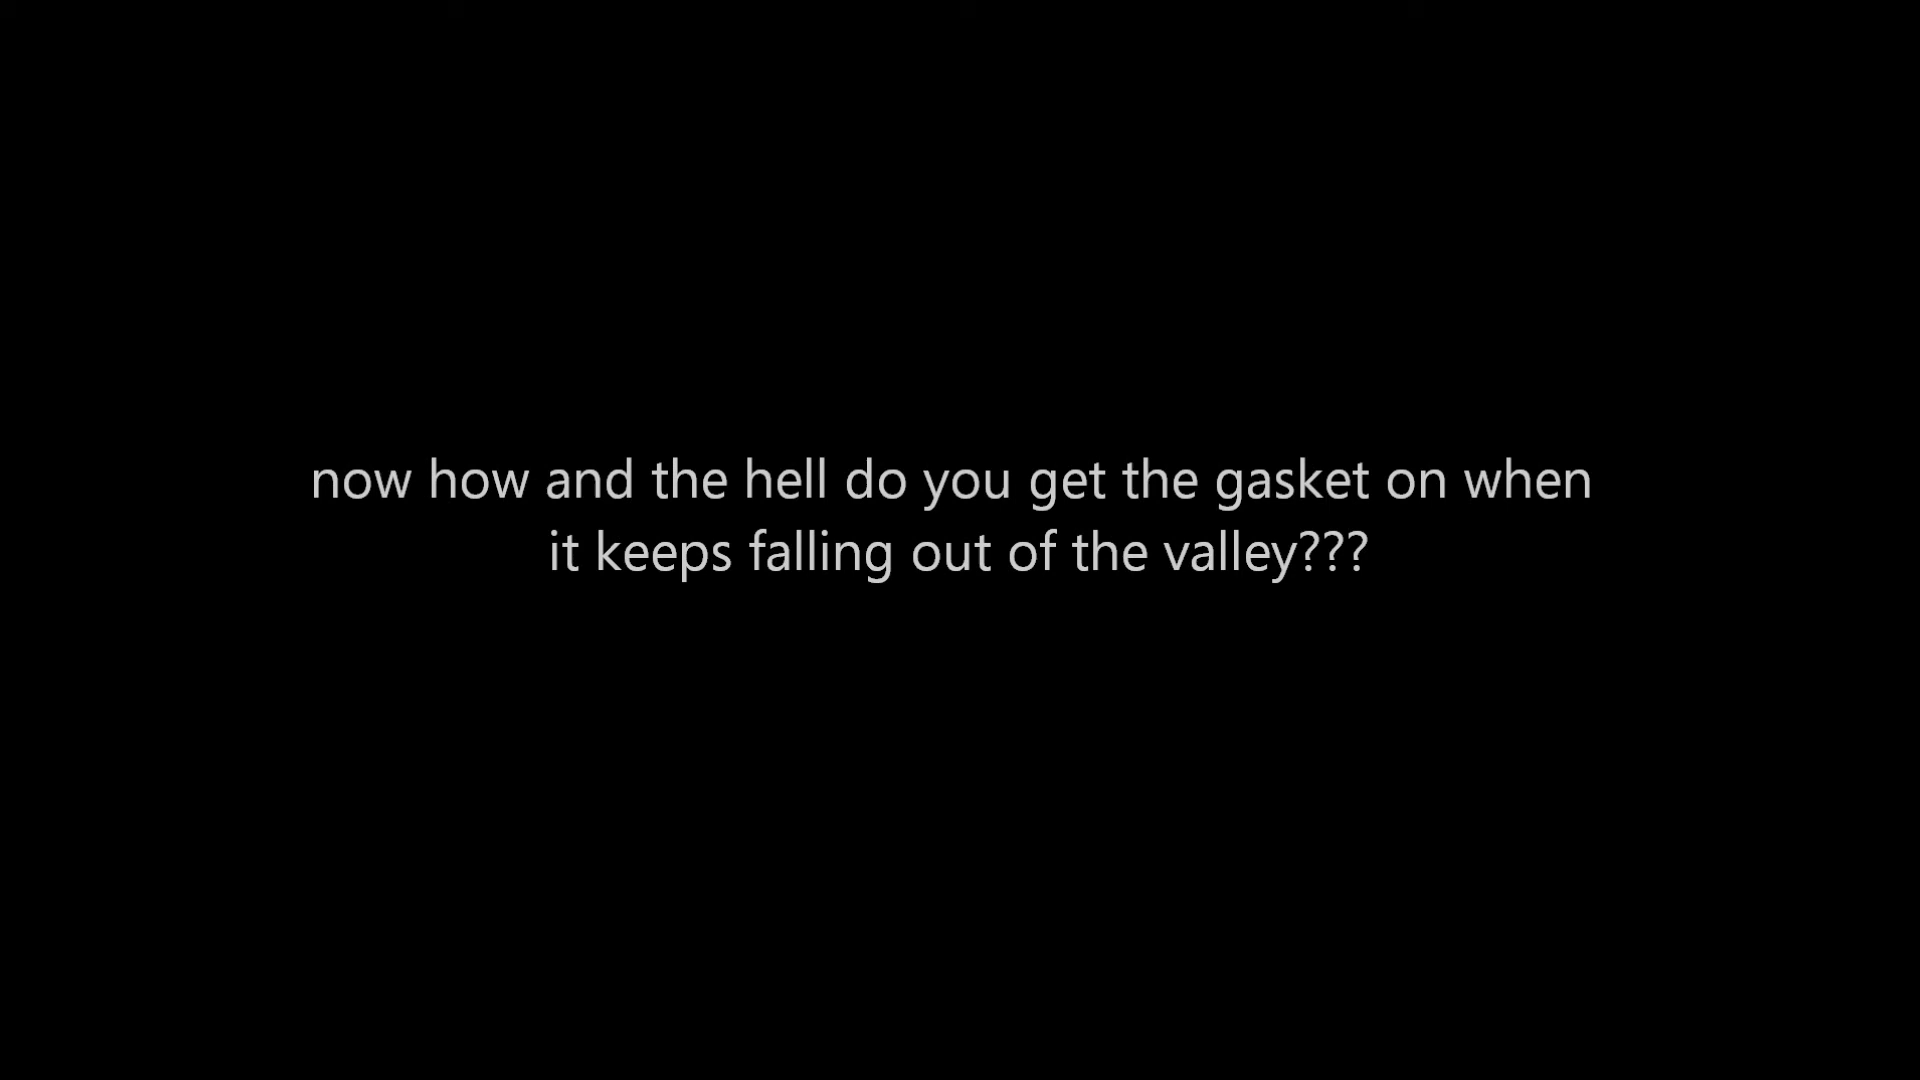 now how and the hell do you get the gasket on when
it keeps falling out of the valley???